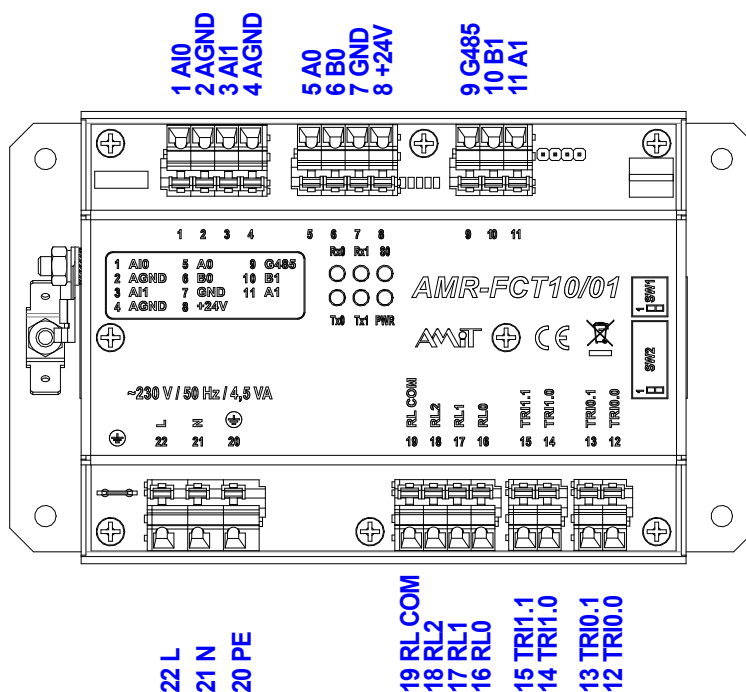 1 AI0
2 AGND
3 AI1
4 AGND
5 A0
6 B0
7 GND
8 +24V
9 G485
10 B1
11 A1
1 2 3 4 5 6 7 8 9 10 11
Rx0 Rx1 S0
1 AI0 5 A0 9 G485
2 AGND 6 B0 10 B1
3 AI1 7 GND 11 A1
4 AGND 8 +24V
Tx0 Tx1 PWR
AMR-FCT10/01
AMiT CE
SW1
1
SW2
1
~230 V / 50 Hz / 4,5 VA
L N
22 21 20
RL COM RL2 RL1 RL0 TRI1.1 TRI1.0 TRI0.1 TRI0.0
19 18 17 16 15 14 13 12
22 L
21 N
20 PE
19 RL COM
18 RL2
17 RL1
16 RL0
15 TRI1.1
14 TRI1.0
13 TRI0.1
12 TRI0.0